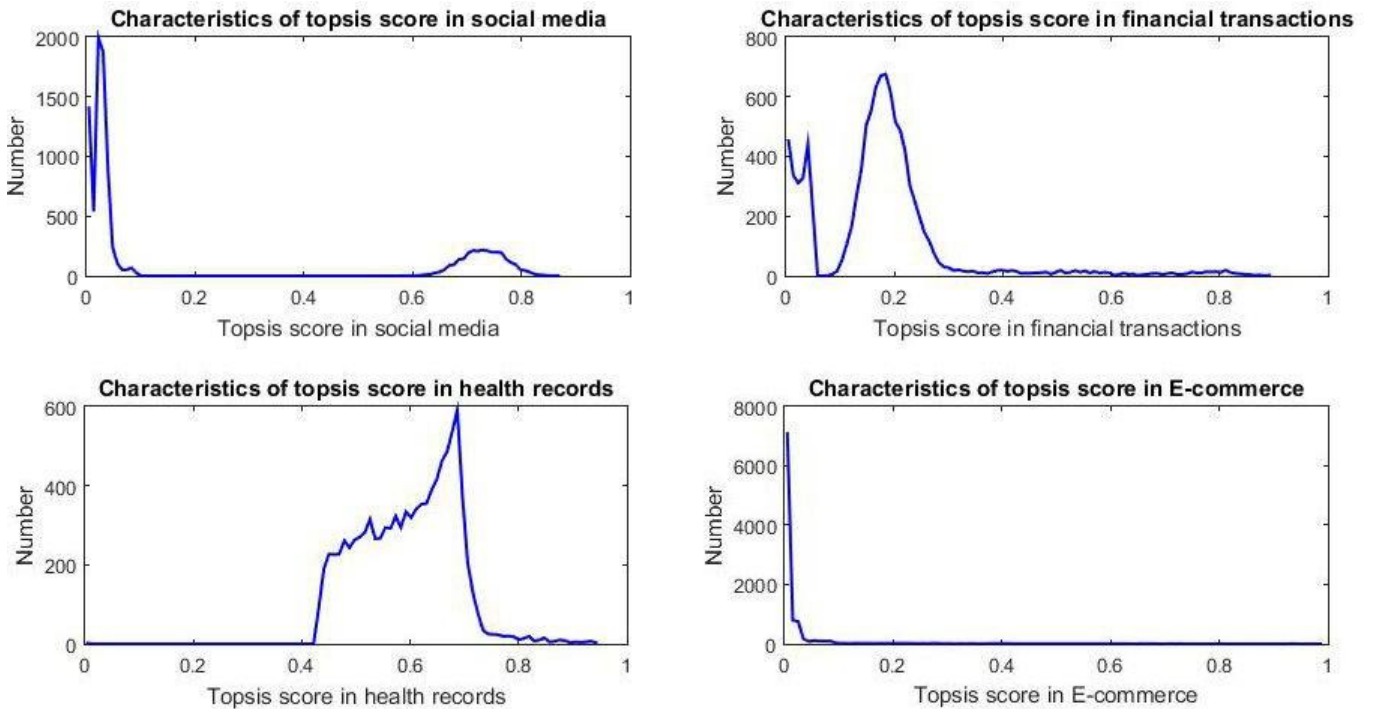 Characteristics of topsis score in social media
2000
1500
1000
500
0
Number
0 0.2 0.4 0.6 0.8 1
Topsis score in social media
Characteristics of topsis score in financial transactions
800
600
400
200
0
Number
0 0.2 0.4 0.6 0.8 1
Topsis score in financial transactions
Characteristics of topsis score in health records
600
400
200
0
Number
0 0.2 0.4 0.6 0.8 1
Topsis score in health records
Characteristics of topsis score in E-commerce
8000
6000
4000
2000
0
Number
0 0.2 0.4 0.6 0.8 1
Topsis score in E-commerce